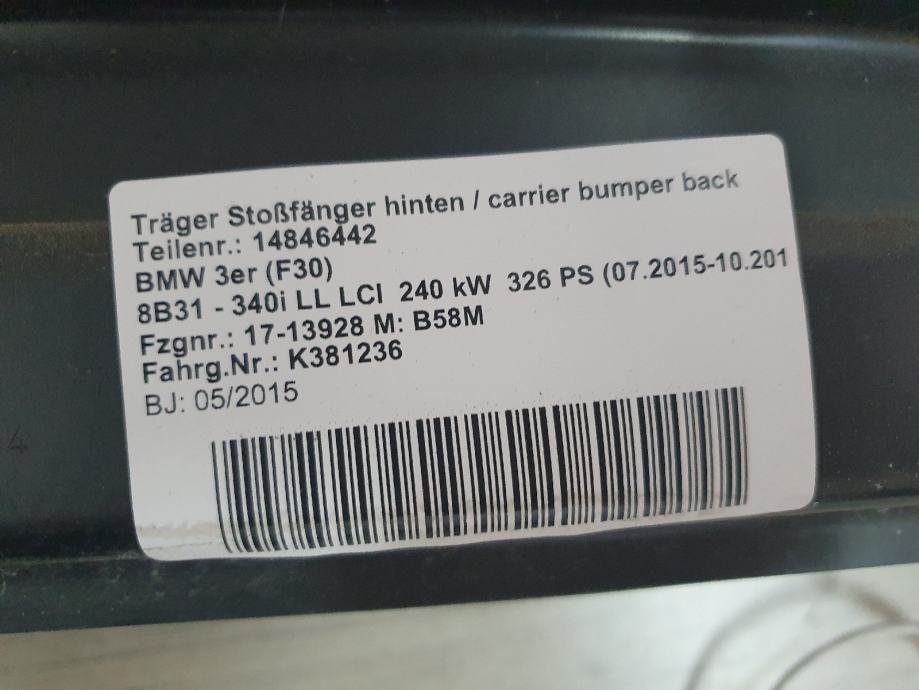 Träger Stoßfänger hinten / carrier bumper back
Teilenr.: 14846442
BMW 3er (F30)
8B31 - 340i LL LCI 240 kW 326 PS (07.2015-10.201
Fzgnr.: 17-13928 M: B58M
Fahrg.Nr.: K381236
BJ: 05/2015